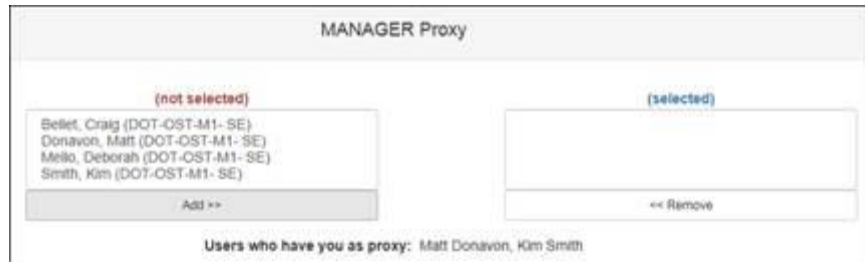 MANAGER Proxy
(not selected)
(selected)
Bellet, Craig (DOT-OST-M1- SE)
Donavon, Matt (DOT-OST-M1- SE)
Mello, Deborah (DOT-OST-M1- SE)
Smith, Kim (DOT-OST-M1- SE)
Add >>
<< Remove
Users who have you as proxy: Matt Donavon, Kim Smith